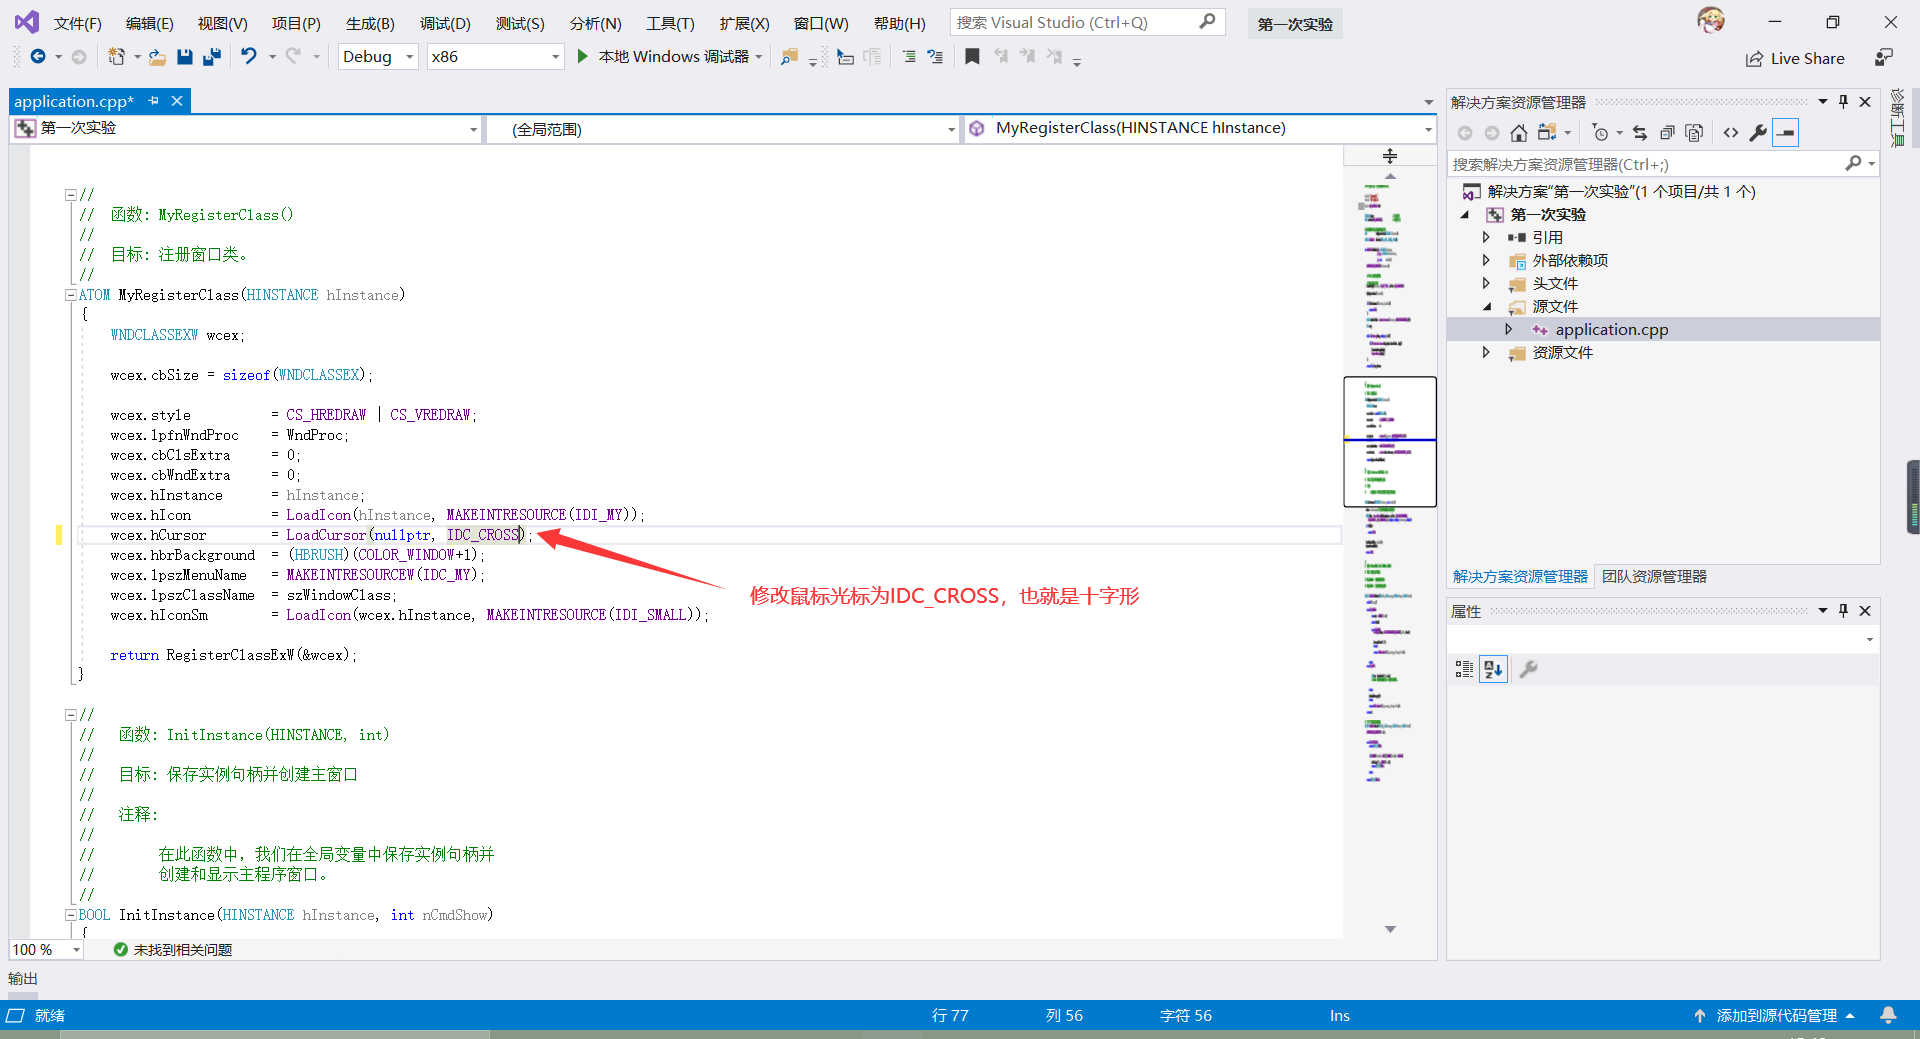 文件(F) 编辑(E) 视图(V) 项目(P) 生成(B) 调试(D) 测试(S) 分析(N) 工具(T) 扩展(X) 窗口(W) 帮助(H) 搜索 Visual Studio (Ctrl+Q) 第一次实验
Debug x86 本地 Windows 调试器 Live Share
application.cpp*
第一次实验 (全局范围) MyRegisterClass(HINSTANCE hInstance)
//
// 函数: MyRegisterClass()
//
// 目标: 注册窗口类。
//
ATOM MyRegisterClass(HINSTANCE hInstance)
{
WNDCLASSEXW wcex;
wcex.cbSize = sizeof(WNDCLASSEX);
wcex.style = CS_HREDRAW | CS_VREDRAW;
wcex.lpfnWndProc = WndProc;
wcex.cbClsExtra = 0;
wcex.cbWndExtra = 0;
wcex.hInstance = hInstance;
wcex.hIcon = LoadIcon(hInstance, MAKEINTRESOURCE(IDI_MY));
wcex.hCursor = LoadCursor(nullptr, IDC_CROSS);
wcex.hbrBackground = (HBRUSH)(COLOR_WINDOW+1);
wcex.lpszMenuName = MAKEINTRESOURCEW(IDC_MY);
wcex.lpszClassName = szWindowClass;
wcex.hIconSm = LoadIcon(wcex.hInstance, MAKEINTRESOURCE(IDI_SMALL));
return RegisterClassExW(&wcex);
}
修改鼠标光标为IDC_CROSS，也就是十字形
//
// 函数: InitInstance(HINSTANCE, int)
//
// 目标: 保存实例句柄并创建主窗口
//
// 注释:
//
// 在此函数中，我们在全局变量中保存实例句柄并
// 创建和显示主程序窗口。
//
BOOL InitInstance(HINSTANCE hInstance, int nCmdShow)
{
100 % 未找到相关问题
解决方案资源管理器
搜索解决方案资源管理器(Ctrl+;)
解决方案"第一次实验"(1 个项目/共 1 个)
第一次实验
引用
外部依赖项
头文件
源文件
application.cpp
资源文件
解决方案资源管理器 团队资源管理器
属性
诊断工具
输出
就绪 行 77 列 56 字符 56 Ins 添加到源代码管理